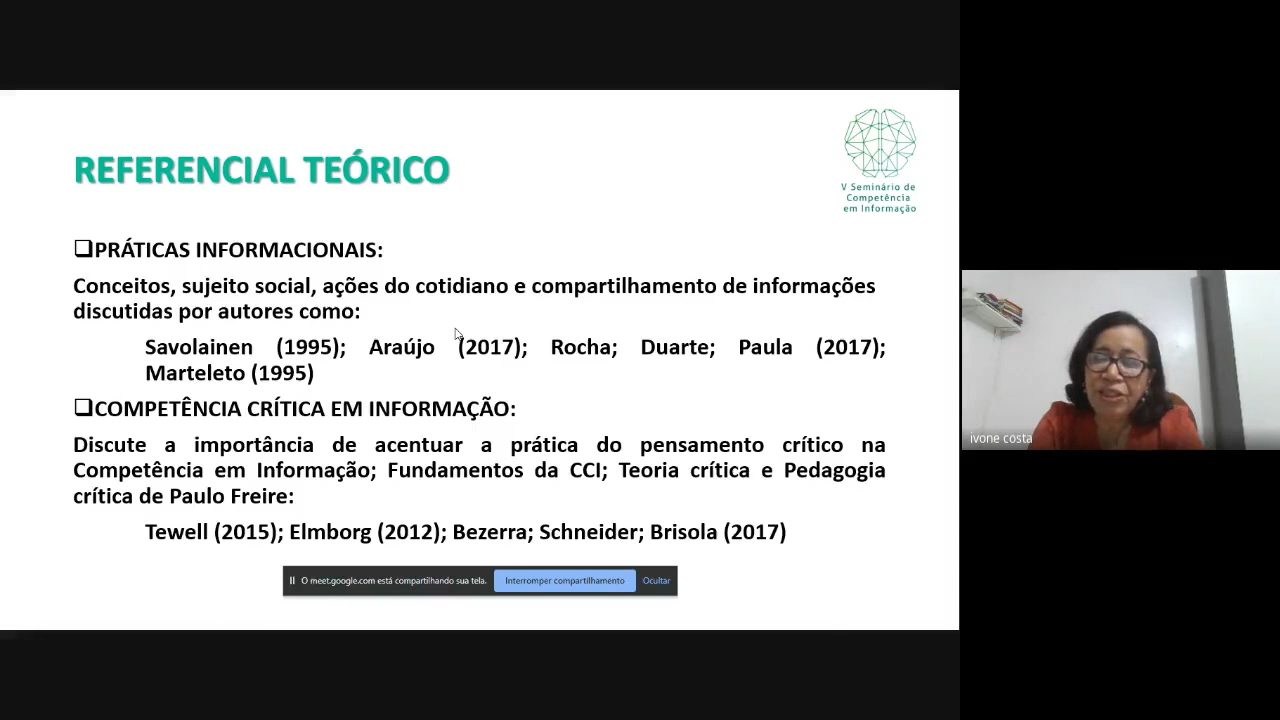 REFERENCIAL TEÓRICO
V Seminário de
Competência
em Informação
❑PRÁTICAS INFORMACIONAIS:
Conceitos, sujeito social, ações do cotidiano e compartilhamento de informações
discutidas por autores como:
Savolainen (1995); Araújo (2017); Rocha; Duarte; Paula (2017);
Marteleto (1995)
❑COMPETÊNCIA CRÍTICA EM INFORMAÇÃO:
Discute a importância de acentuar a prática do pensamento crítico na
Competência em Informação; Fundamentos da CCI; Teoria crítica e Pedagogia
crítica de Paulo Freire:
Tewell (2015); Elmborg (2012); Bezerra; Schneider; Brisola (2017)
O meet.google.com está compartilhando sua tela. Interromper compartilhamento Ocultar
ivone costa